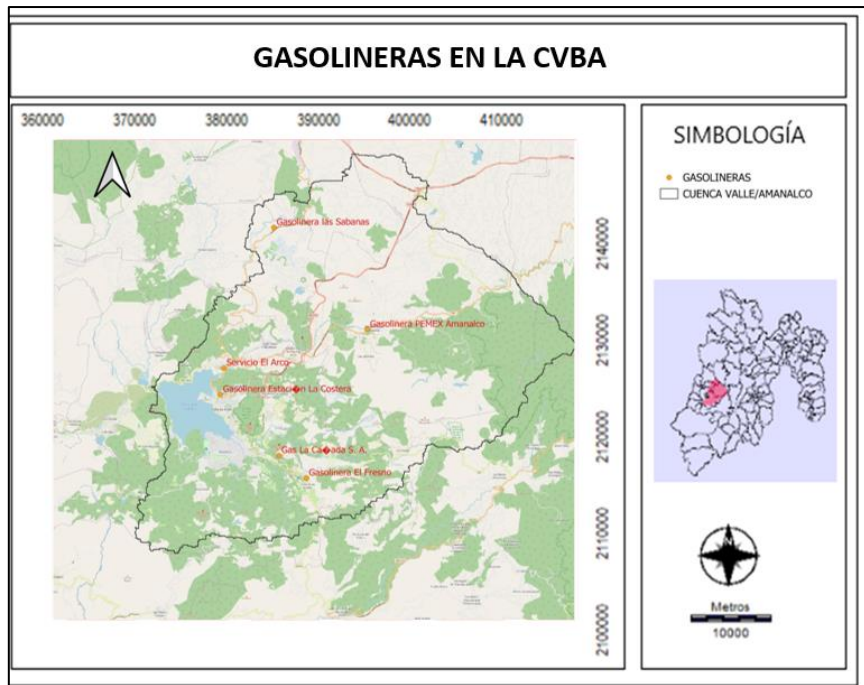 GASOLINERAS EN LA CVBA
360000 370000 380000 390000 400000 410000
2140000
2130000
2120000
2110000
2100000
Gasolinera las Sabanas
Gasolinera PEMEX Amanalco
Servicio El Arco
Gasolinera Estaci�n La Costera
Gas La Ca�ada S. A.
Gasolinera El Fresno
SIMBOLOGÍA
GASOLINERAS
CUENCA VALLE/AMANALCO
Metros
10000